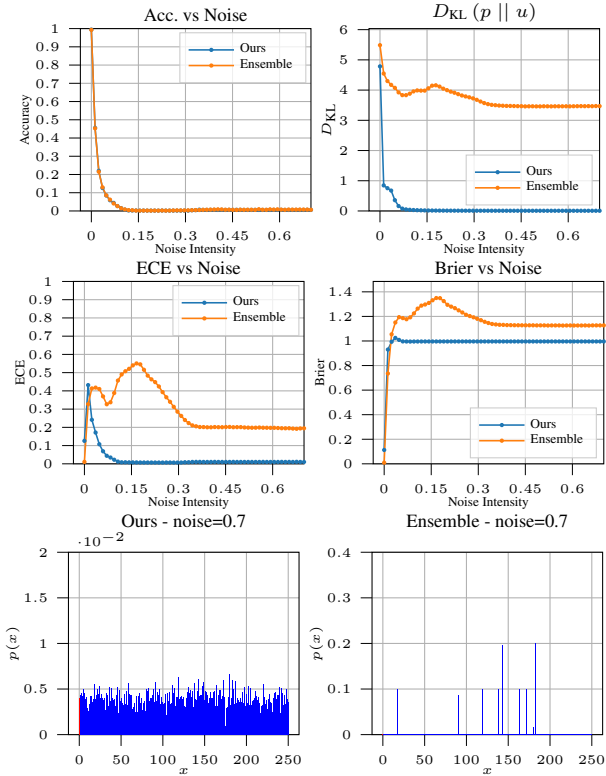 Acc. vs Noise
1
0.9
0.8
0.7
0.6
0.5
0.4
0.3
0.2
0.1
0
Accuracy
Ours
Ensemble
0 0.15 0.3 0.45 0.6
Noise Intensity
D_KL (p || u)
6
5
4
3
2
1
0
D_KL
Ours
Ensemble
0 0.15 0.3 0.45 0.6
Noise Intensity
ECE vs Noise
1
0.9
0.8
0.7
0.6
0.5
0.4
0.3
0.2
0.1
0
ECE
Ours
Ensemble
0 0.15 0.3 0.45 0.6
Noise Intensity
Brier vs Noise
1.4
1.2
1
0.8
0.6
0.4
0.2
0
Brier
Ours
Ensemble
0 0.15 0.3 0.45 0.6
Noise Intensity
Ours - noise=0.7
·10⁻²
2
1.5
1
0.5
0
p(x)
0 50 100 150 200 250
x
Ensemble - noise=0.7
0.4
0.3
0.2
0.1
0
p(x)
0 50 100 150 200 250
x